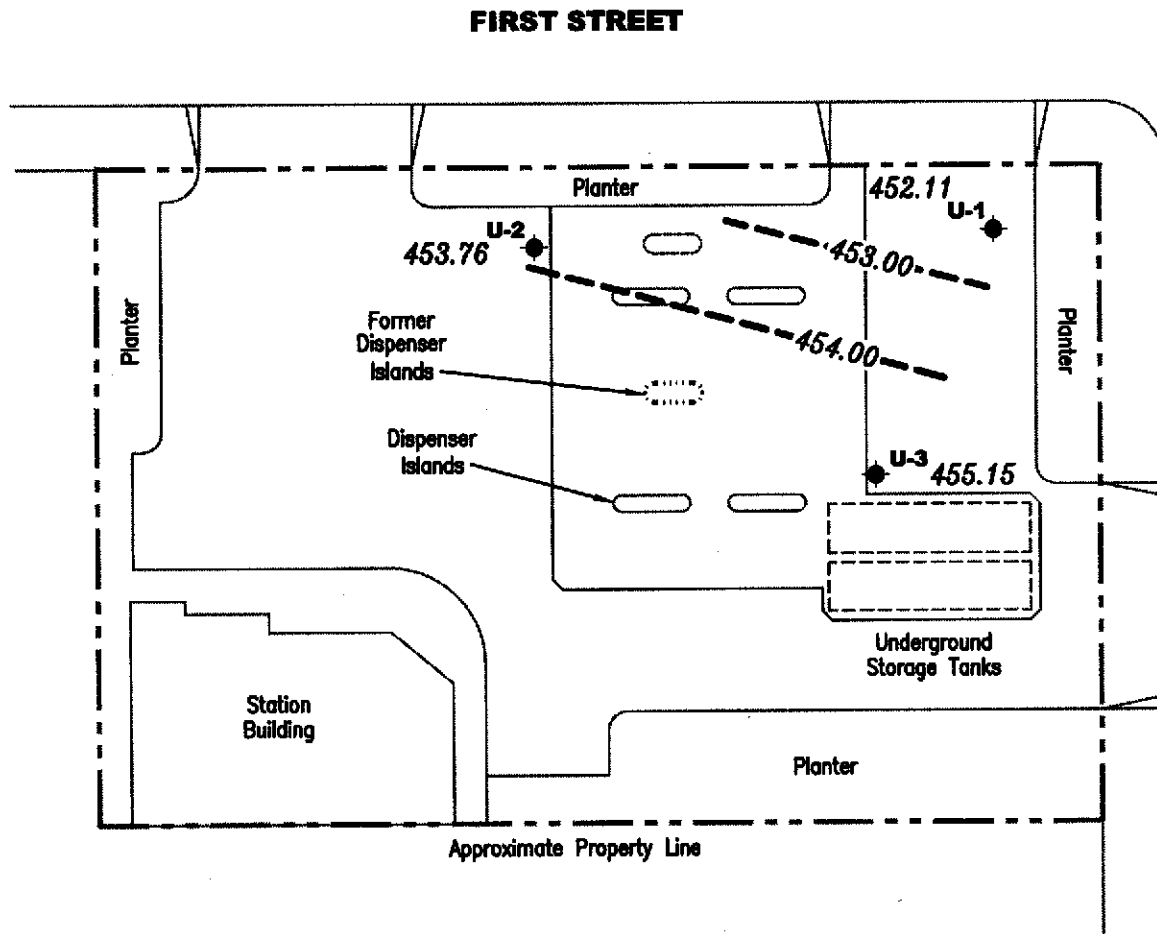 FIRST STREET
Planter
452.11
U-1
U-2
453.76
453.00
Planter
Former
Dispenser
Islands
454.00
Planter
Dispenser
Islands
U-3
455.15
Underground
Storage Tanks
Station
Building
Planter
Approximate Property Line